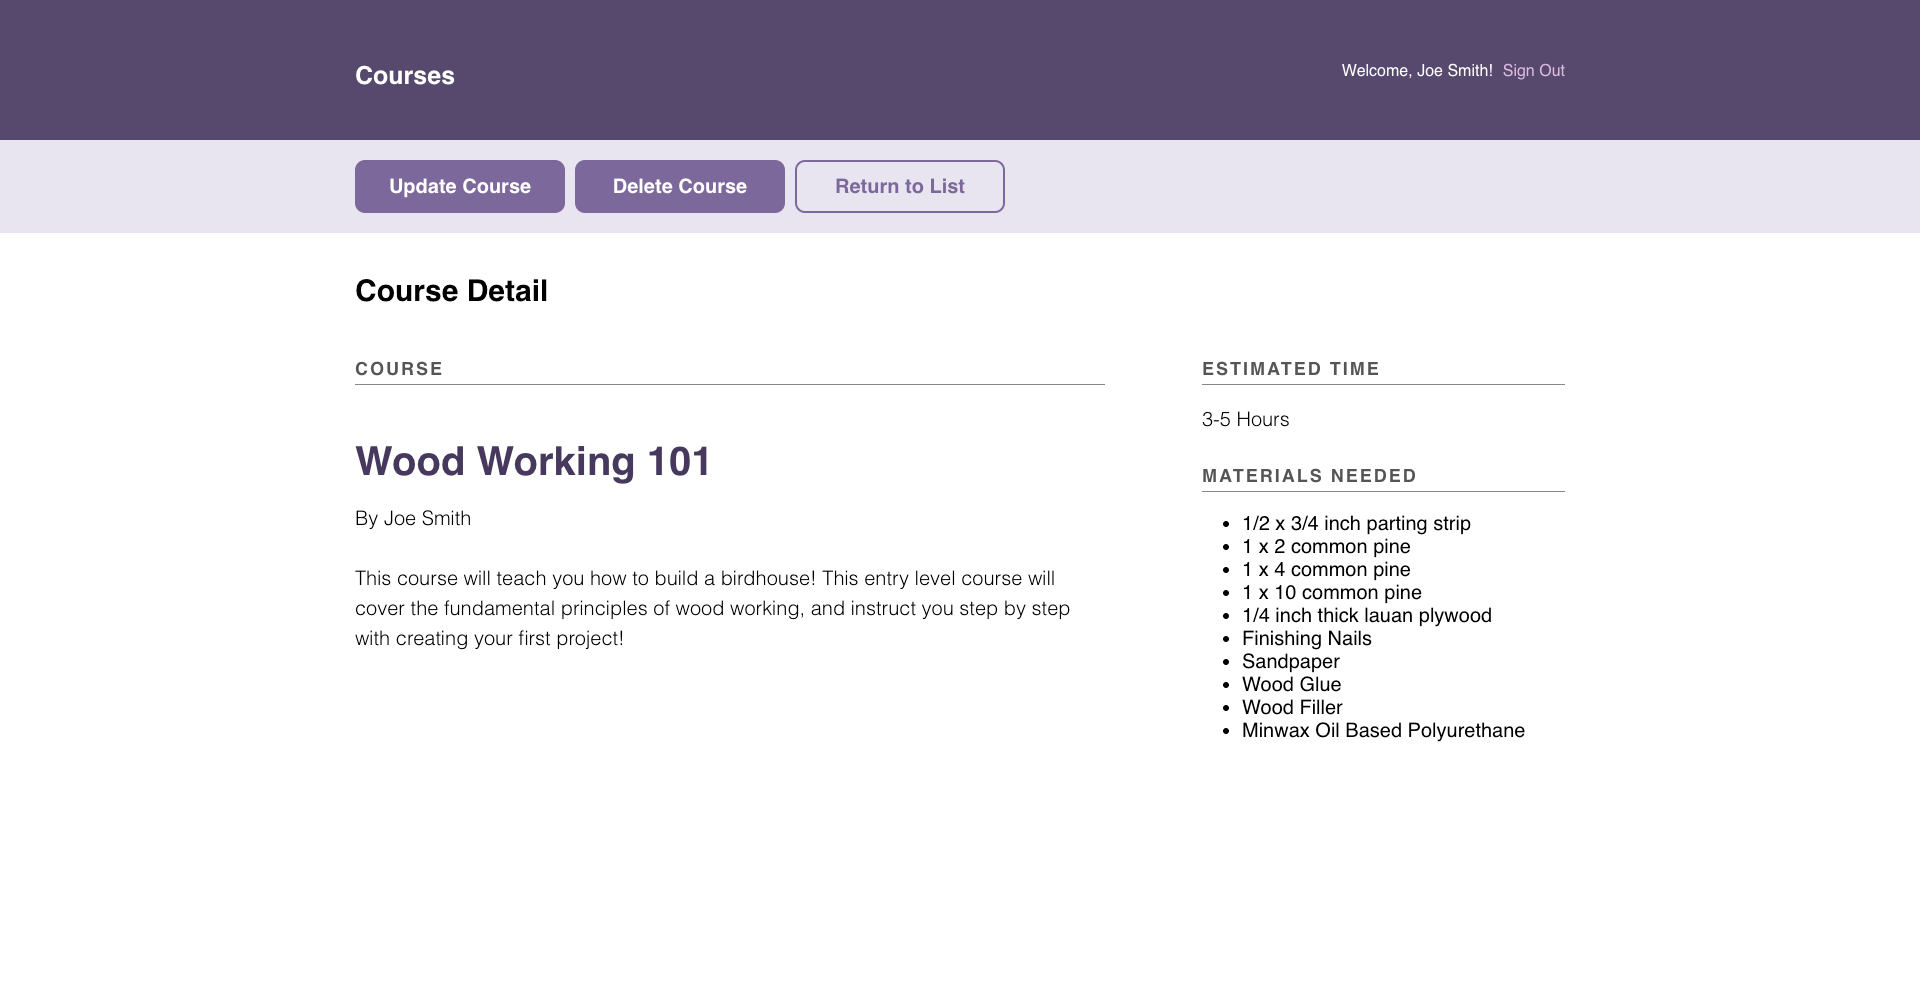 Courses
Welcome, Joe Smith! Sign Out
Update Course
Delete Course
Return to List
Course Detail
COURSE
Wood Working 101
By Joe Smith
This course will teach you how to build a birdhouse! This entry level course will
cover the fundamental principles of wood working, and instruct you step by step
with creating your first project!
ESTIMATED TIME
3-5 Hours
MATERIALS NEEDED
• 1/2 x 3/4 inch parting strip
• 1 x 2 common pine
• 1 x 4 common pine
• 1 x 10 common pine
• 1/4 inch thick lauan plywood
• Finishing Nails
• Sandpaper
• Wood Glue
• Wood Filler
• Minwax Oil Based Polyurethane